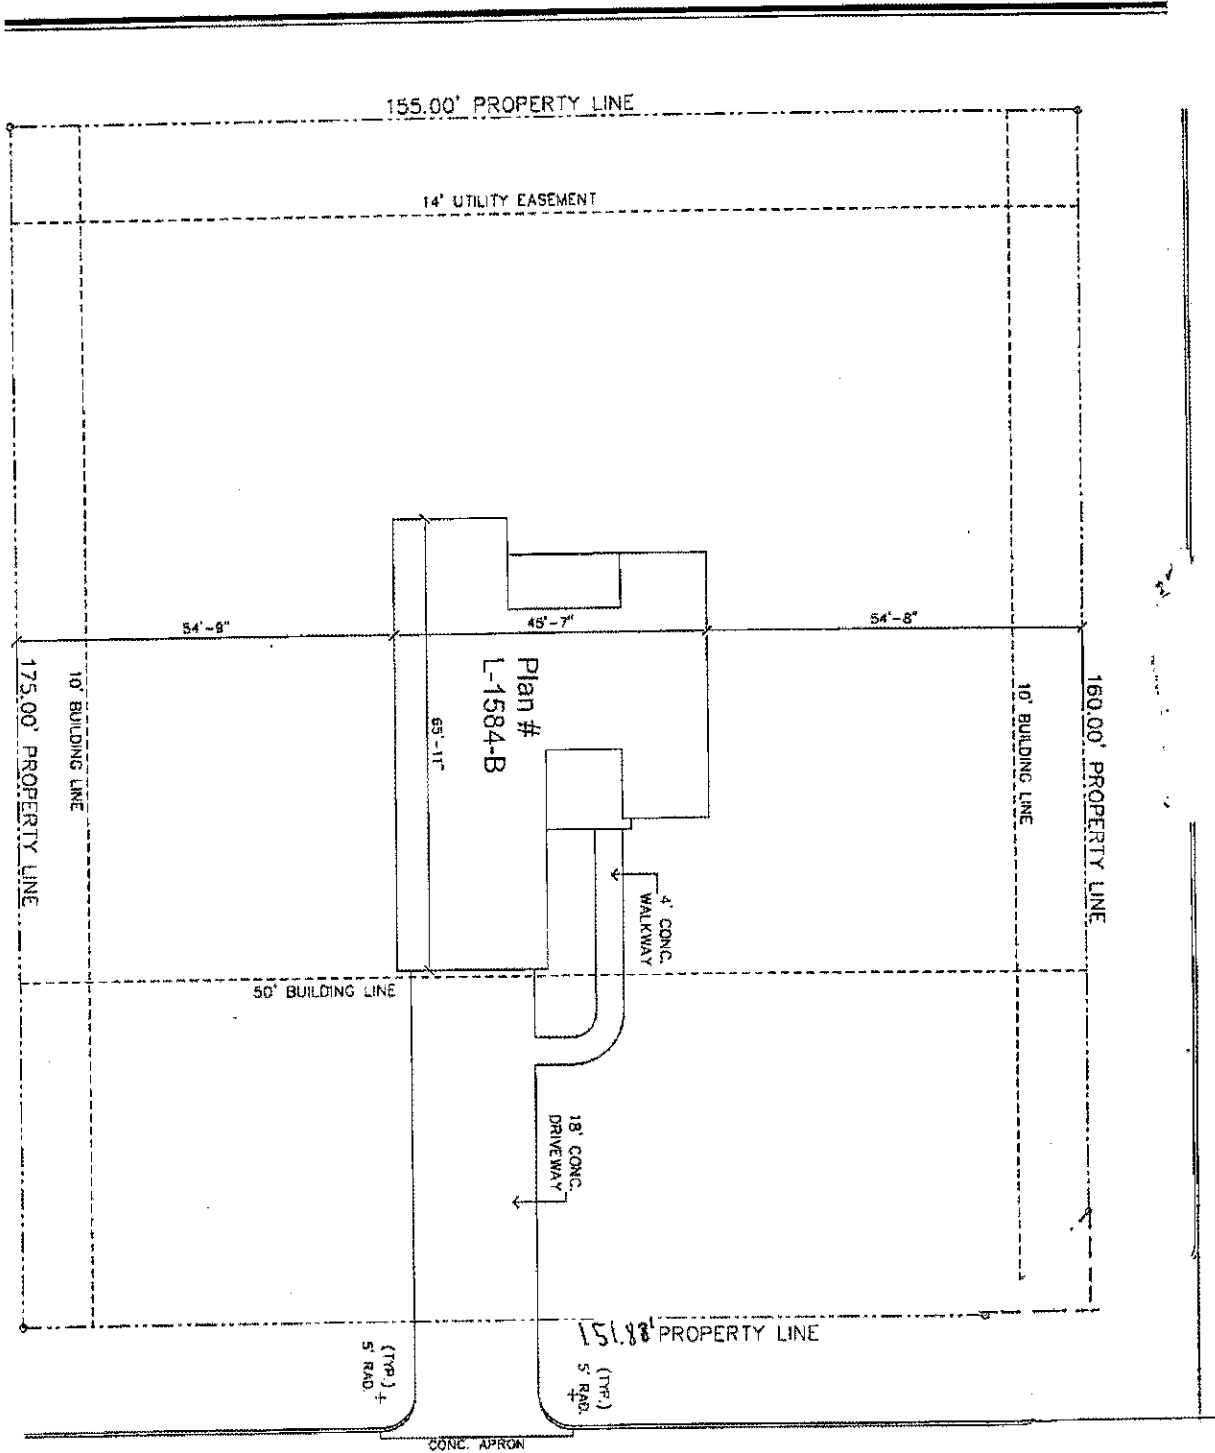 155.00' PROPERTY LINE
14' UTILITY EASEMENT
54'-9"
45'-7"
54'-8"
Plan #
L-1584-B
65'-11"
175.00' PROPERTY LINE
10' BUILDING LINE
10' BUILDING LINE
160.00' PROPERTY LINE
4' CONC.
WALKWAY
50' BUILDING LINE
18' CONC.
DRIVEWAY
151.88' PROPERTY LINE
(TYP.)
5' RAD.
(TYP.)
5' RAD.
CONC. APRON